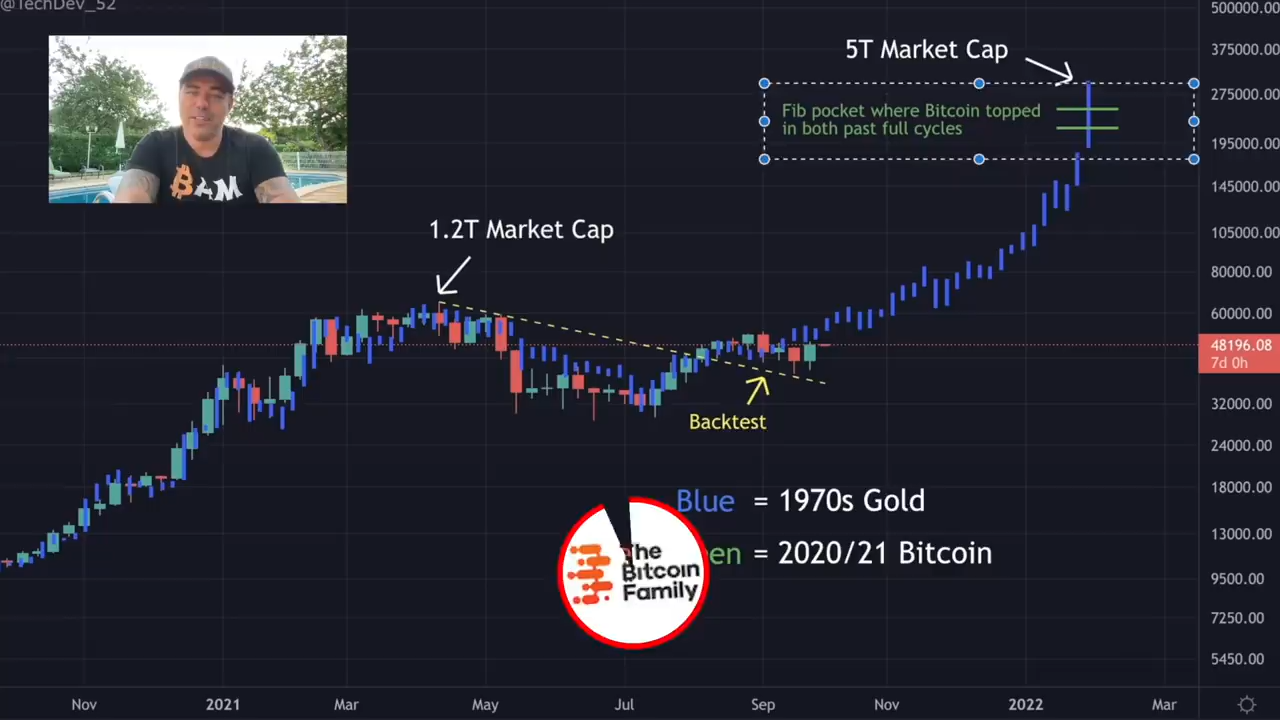 @TechDev_52
500000.00
5T Market Cap
375000.00
275000.00
Fib pocket where Bitcoin topped
in both past full cycles
195000.00
BAM
145000.00
1.2T Market Cap
105000.00
80000.00
60000.00
48196.08
7d 0h
Backtest
32000.00
24000.00
18000.00
Blue = 1970s Gold
13000.00
een = 2020/21 Bitcoin
The
Bitcoin
Family
9500.00
7250.00
5450.00
Nov 2021 Mar May Jul Sep Nov 2022 Mar